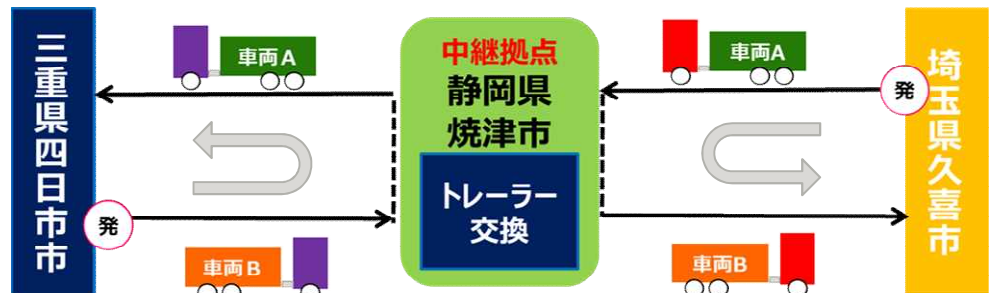 三重県四日市市
車両A
中継拠点
静岡県
焼津市
車両A
発
埼玉県久喜市
発
トレーラー
交換
車両B
車両B